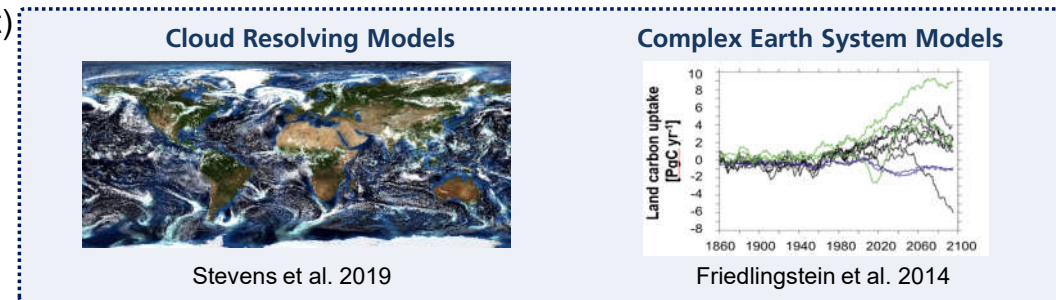 )
Cloud Resolving Models
Complex Earth System Models
Land carbon uptake
[PgC yr⁻¹]
10
8
6
4
2
0
-2
-4
-6
-8
1860 1900 1940 1980 2020 2060 2100
Stevens et al. 2019
Friedlingstein et al. 2014